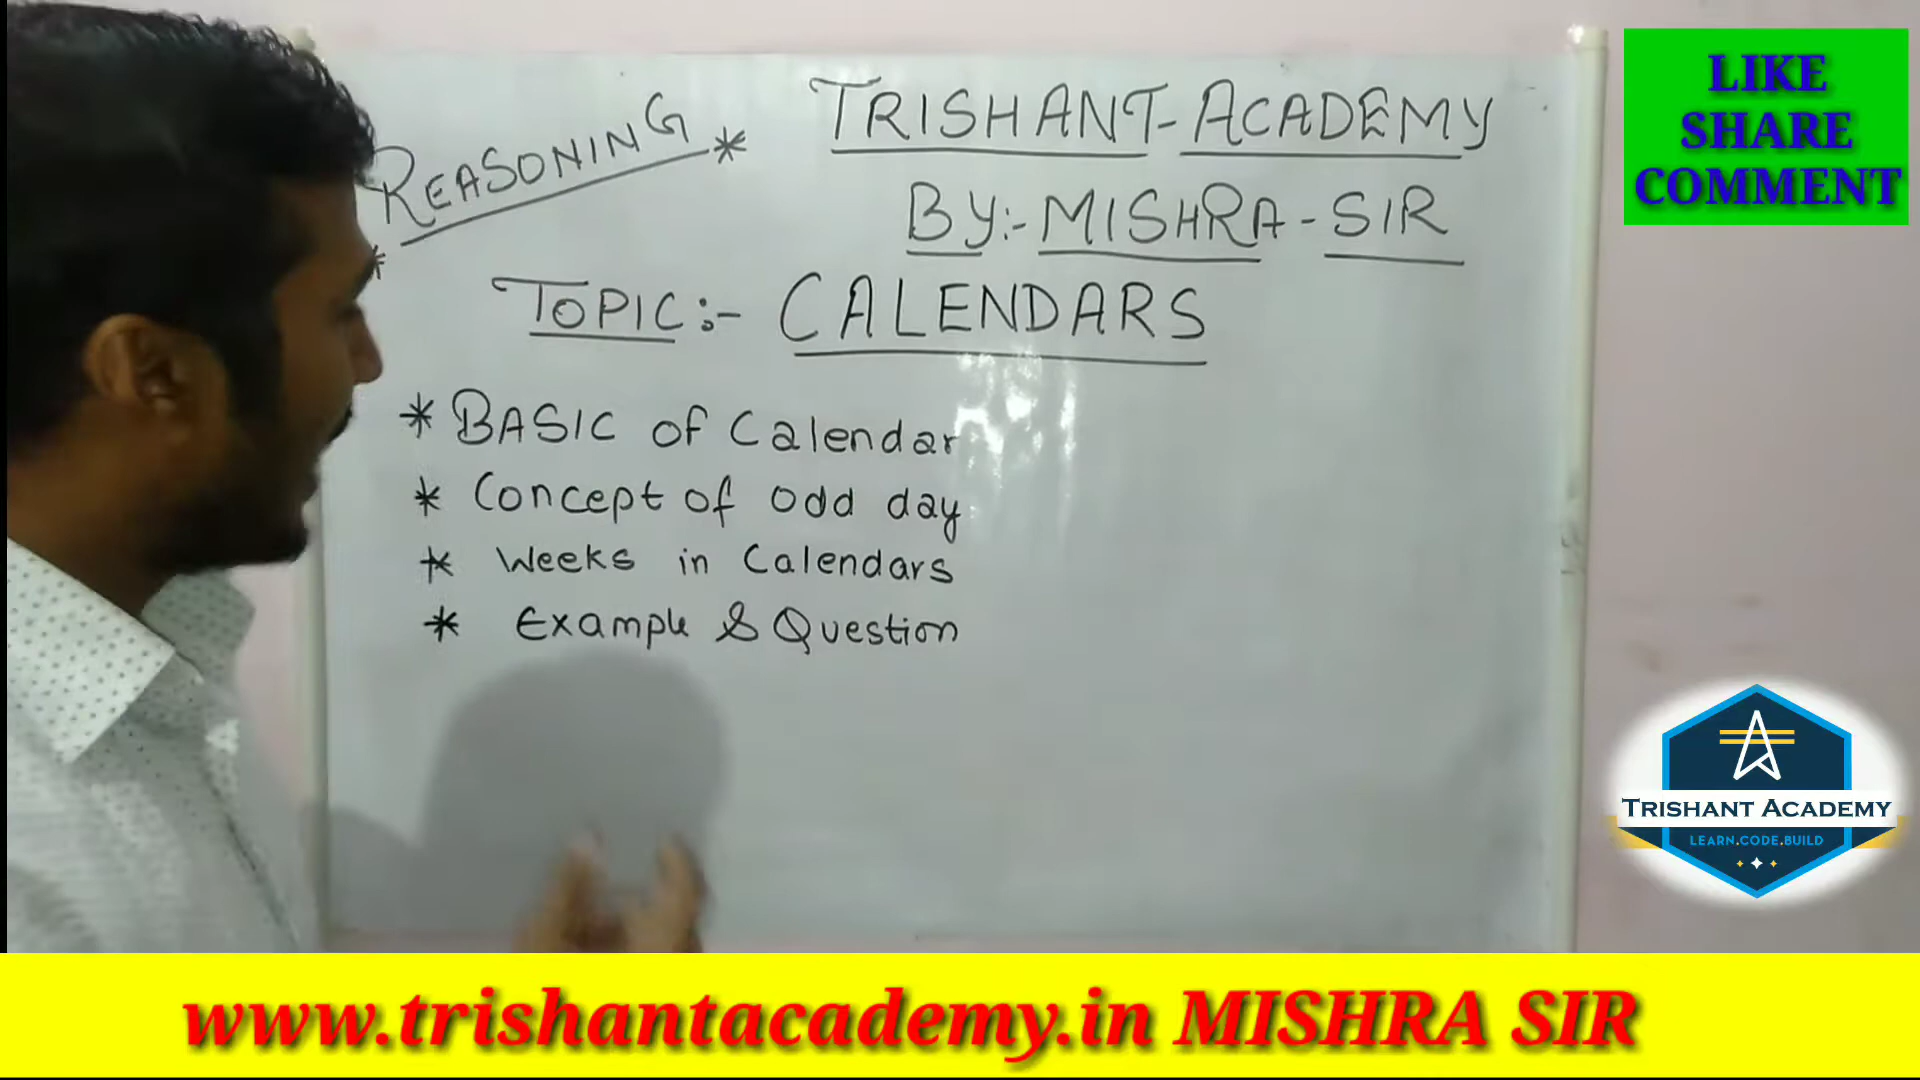 REASONING *
TRISHANT-ACADEMY
BY:- MISHRA-SIR
*
TOPIC:- CALENDARS
* BASIC of Calendar
* Concept of odd day
* Weeks in Calendars
* Example & Question
LIKE
SHARE
COMMENT
TRISHANT ACADEMY
LEARN.CODE.BUILD
www.trishantacademy.in MISHRA SIR